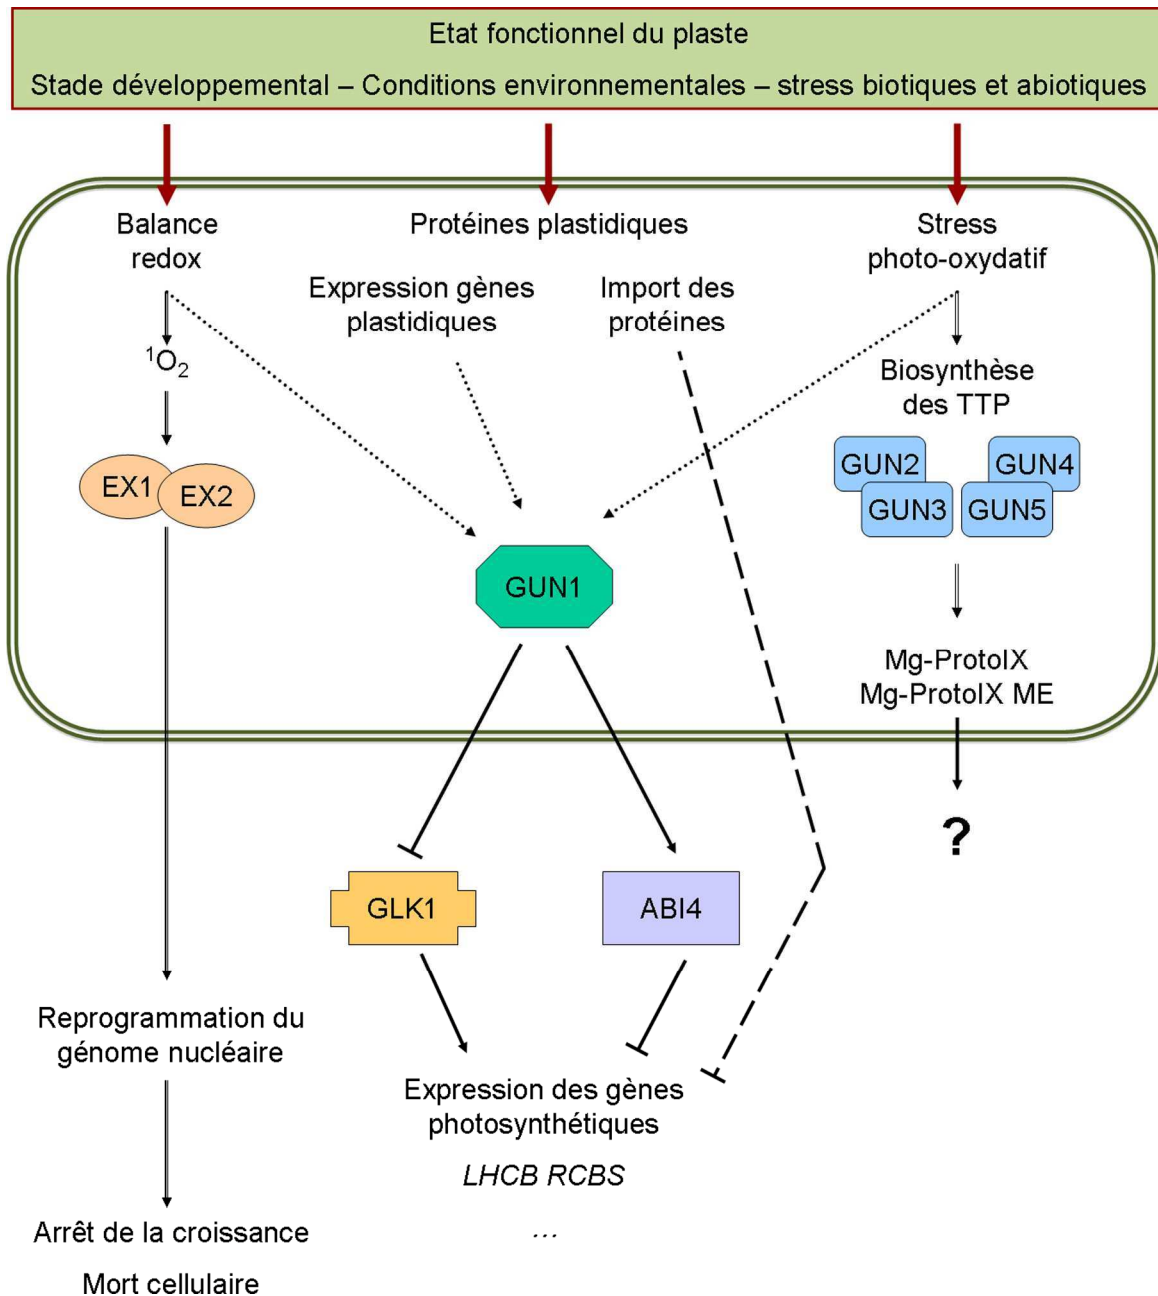 Etat fonctionnel du plaste
Stade développemental – Conditions environnementales – stress biotiques et abiotiques
Balance
redox
Protéines plastidiques
Stress
photo-oxydatif
Expression gènes
plastidiques
Import des
protéines
¹O₂
Biosynthèse
des TTP
EX1
EX2
GUN2
GUN4
GUN3
GUN5
GUN1
Mg-ProtoIX
Mg-ProtoIX ME
?
GLK1
ABI4
Reprogrammation du
génome nucléaire
Expression des gènes
photosynthétiques
LHCB RCBS
...
Arrêt de la croissance
Mort cellulaire